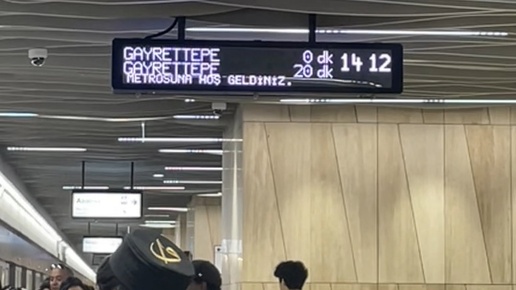 GAYRETTEPE 0 dk 14 12
GAYRETTEPE 20 dk
METROSUNA HOŞ GELDİNİZ.